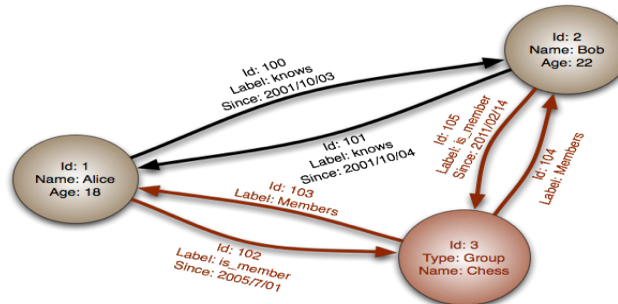 Id: 2
Name: Bob
Age: 22
Id: 100
Label: knows
Since: 2001/10/03
Id: 101
Label: knows
Since: 2001/10/04
Id: 105
Label: is_member
Since: 2011/02/14
Id: 104
Label: Members
Id: 1
Name: Alice
Age: 18
Id: 103
Label: Members
Id: 102
Label: is_member
Since: 2005/7/01
Id: 3
Type: Group
Name: Chess